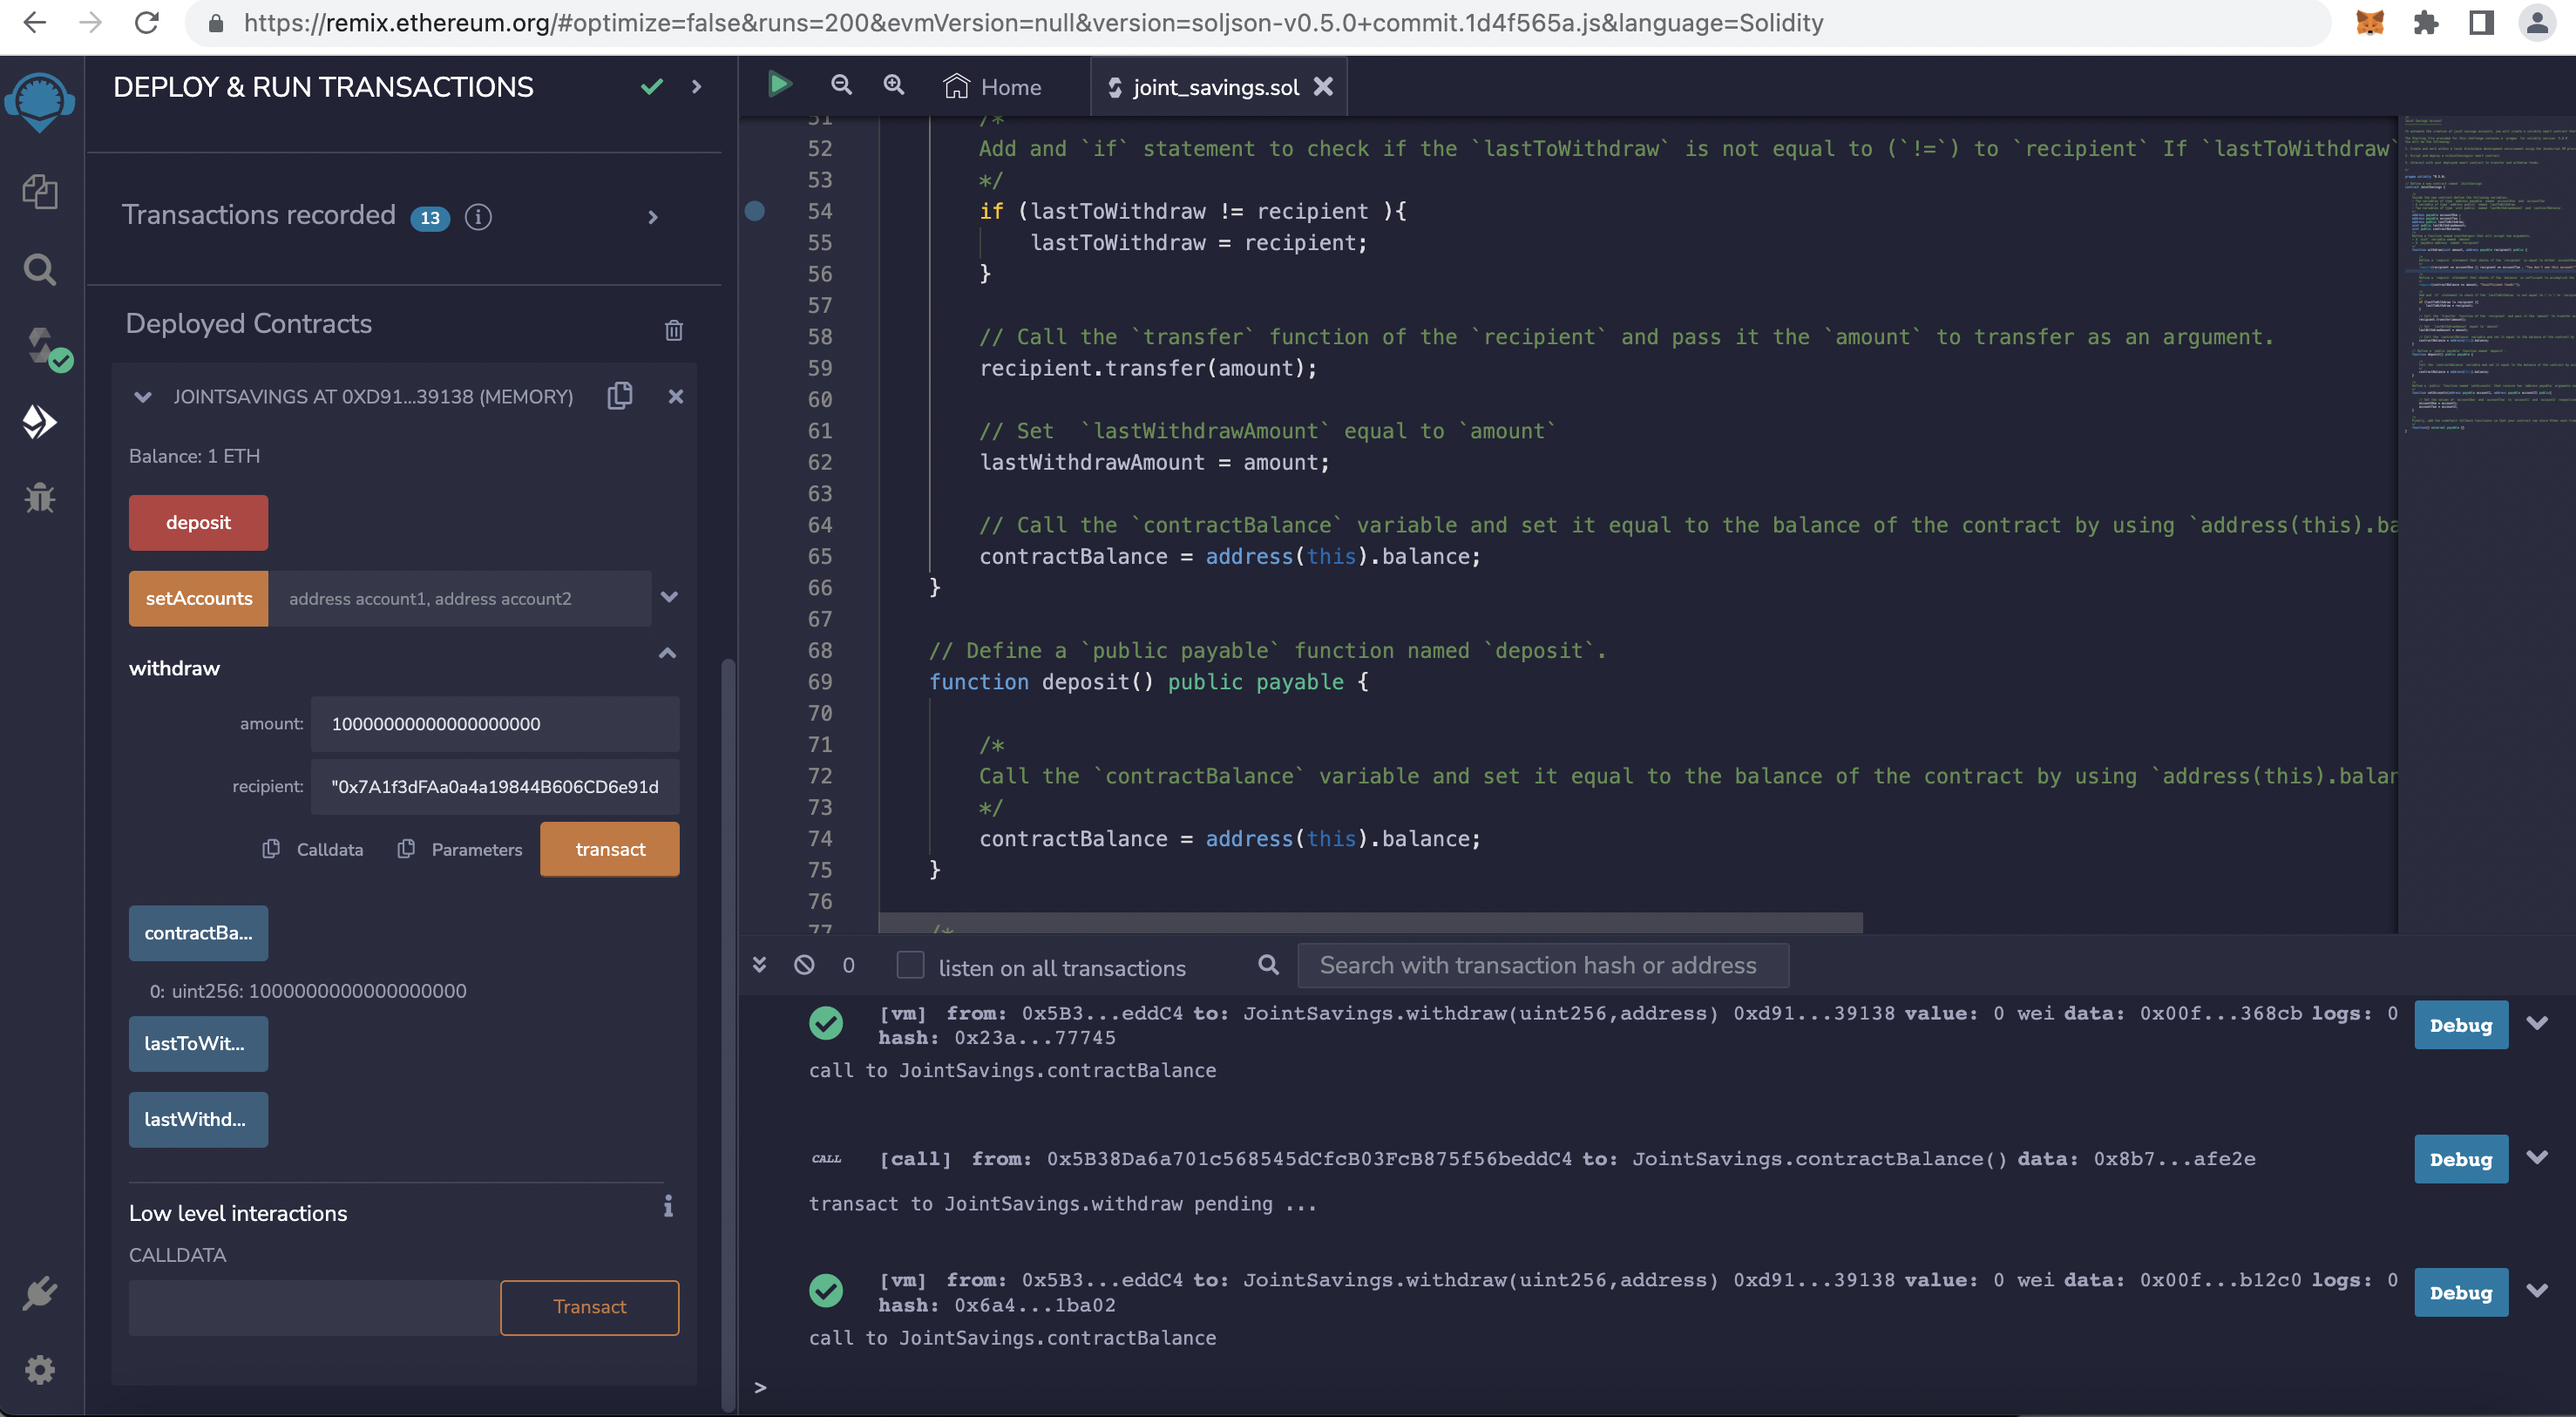 https://remix.ethereum.org/#optimize=false&runs=200&evmVersion=null&version=soljson-v0.5.0+commit.1d4f565a.js&language=Solidity
DEPLOY & RUN TRANSACTIONS
Transactions recorded 13 i
Deployed Contracts
JOINTSAVINGS AT 0XD91...39138 (MEMORY)
Balance: 1 ETH
deposit
setAccounts address account1, address account2
withdraw
amount: 10000000000000000000
recipient: "0x7A1f3dFAa0a4a19844B606CD6e91d
Calldata Parameters transact
contractBa...
0: uint256: 1000000000000000000
lastToWit...
lastWithd...
Low level interactions i
CALLDATA
Transact
Home joint_savings.sol
51 /*
52 Add and `if` statement to check if the `lastToWithdraw` is not equal to (`!=`) to `recipient` If `lastToWithdraw`
53 */
54 if (lastToWithdraw != recipient ){
55 lastToWithdraw = recipient;
56 }
57
58 // Call the `transfer` function of the `recipient` and pass it the `amount` to transfer as an argument.
59 recipient.transfer(amount);
60
61 // Set  `lastWithdrawAmount` equal to `amount`
62 lastWithdrawAmount = amount;
63
64 // Call the `contractBalance` variable and set it equal to the balance of the contract by using `address(this).ba
65 contractBalance = address(this).balance;
66 }
67
68 // Define a `public payable` function named `deposit`.
69 function deposit() public payable {
70
71 /*
72 Call the `contractBalance` variable and set it equal to the balance of the contract by using `address(this).balan
73 */
74 contractBalance = address(this).balance;
75 }
76
77 /*
0 listen on all transactions Search with transaction hash or address
[vm] from: 0x5B3...eddC4 to: JointSavings.withdraw(uint256,address) 0xd91...39138 value: 0 wei data: 0x00f...368cb logs: 0 Debug
hash: 0x23a...77745
call to JointSavings.contractBalance
CALL [call] from: 0x5B38Da6a701c568545dCfcB03FcB875f56beddC4 to: JointSavings.contractBalance() data: 0x8b7...afe2e Debug
transact to JointSavings.withdraw pending ...
[vm] from: 0x5B3...eddC4 to: JointSavings.withdraw(uint256,address) 0xd91...39138 value: 0 wei data: 0x00f...b12c0 logs: 0 Debug
hash: 0x6a4...1ba02
call to JointSavings.contractBalance
>